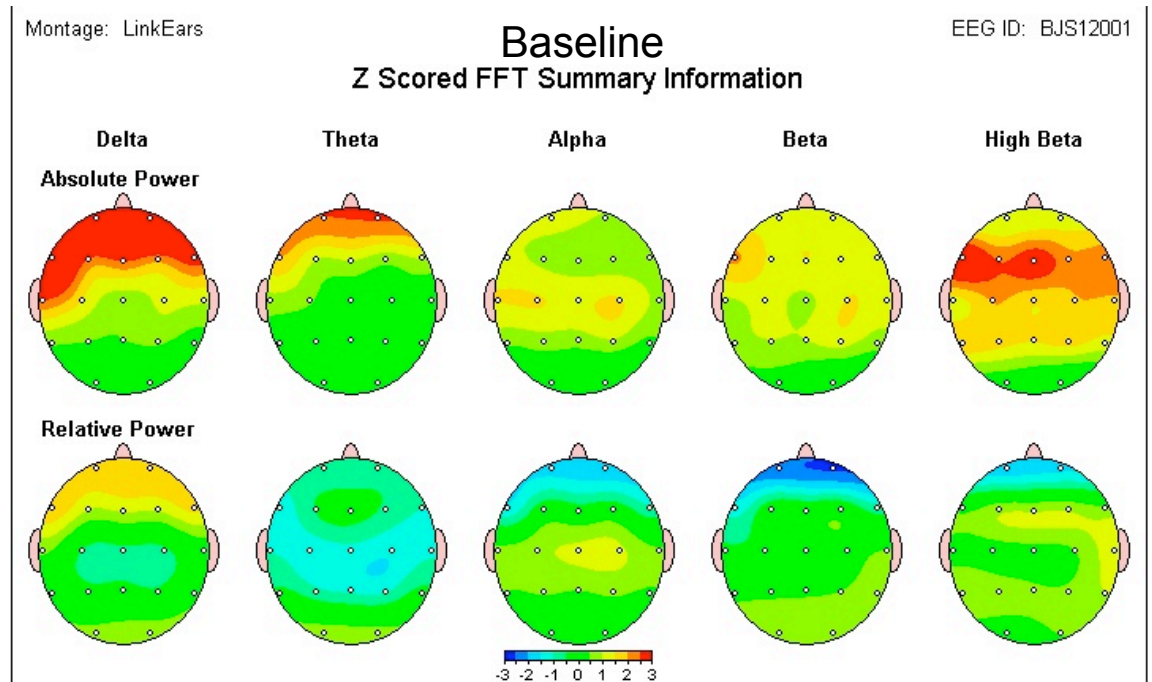 Montage: LinkEars
EEG ID: BJS12001
Baseline
Z Scored FFT Summary Information
Delta Theta Alpha Beta High Beta
Absolute Power
Relative Power
-3 -2 -1 0 1 2 3